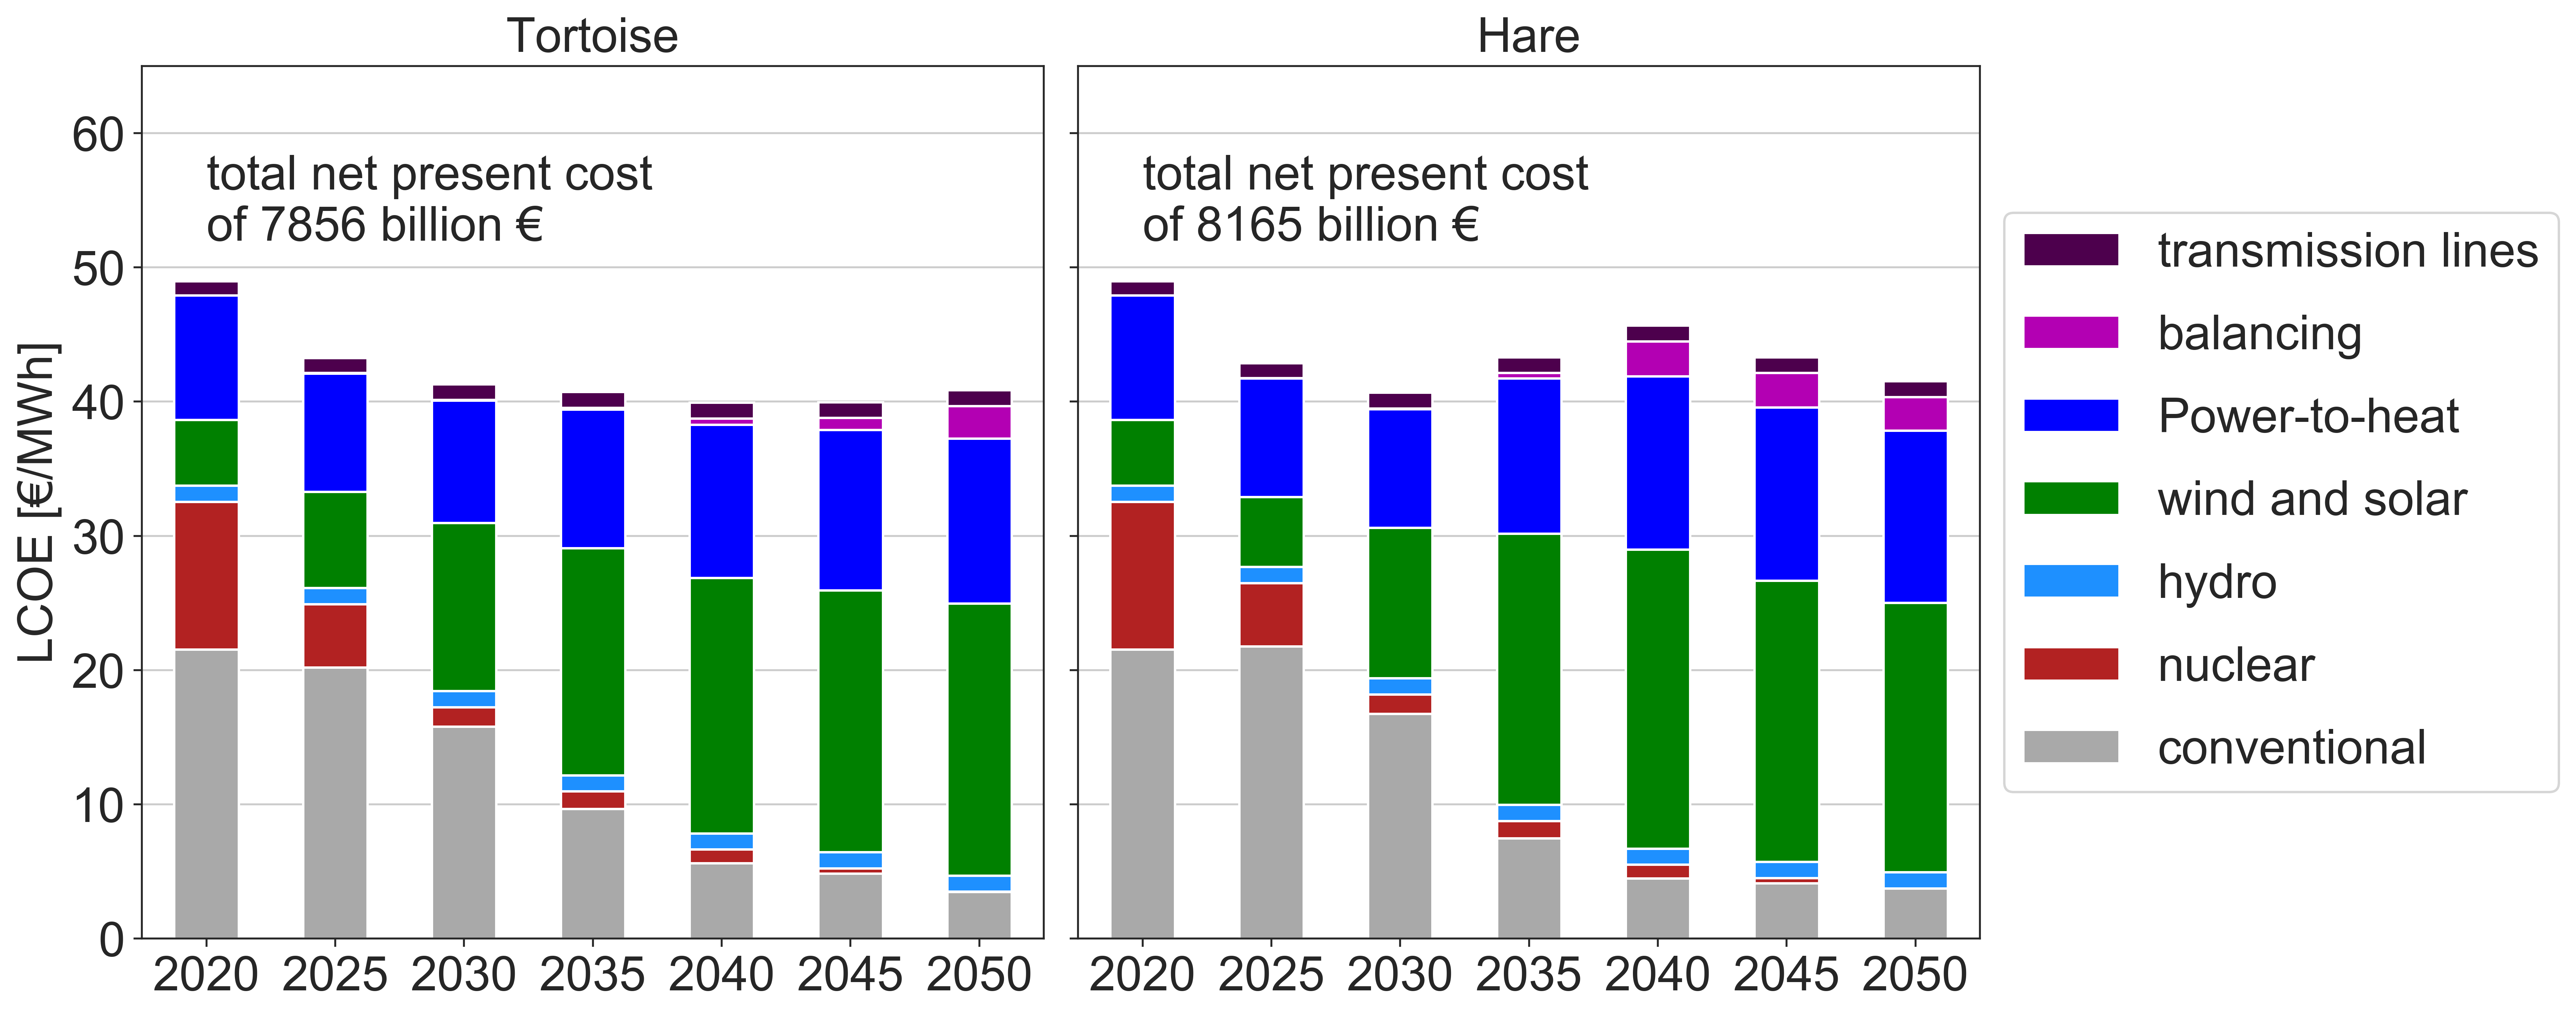 Tortoise
Hare
LCOE [€/MWh]
60
50
40
30
20
10
0
total net present cost
of 7856 billion €
total net present cost
of 8165 billion €
2020 2025 2030 2035 2040 2045 2050
2020 2025 2030 2035 2040 2045 2050
transmission lines
balancing
Power-to-heat
wind and solar
hydro
nuclear
conventional